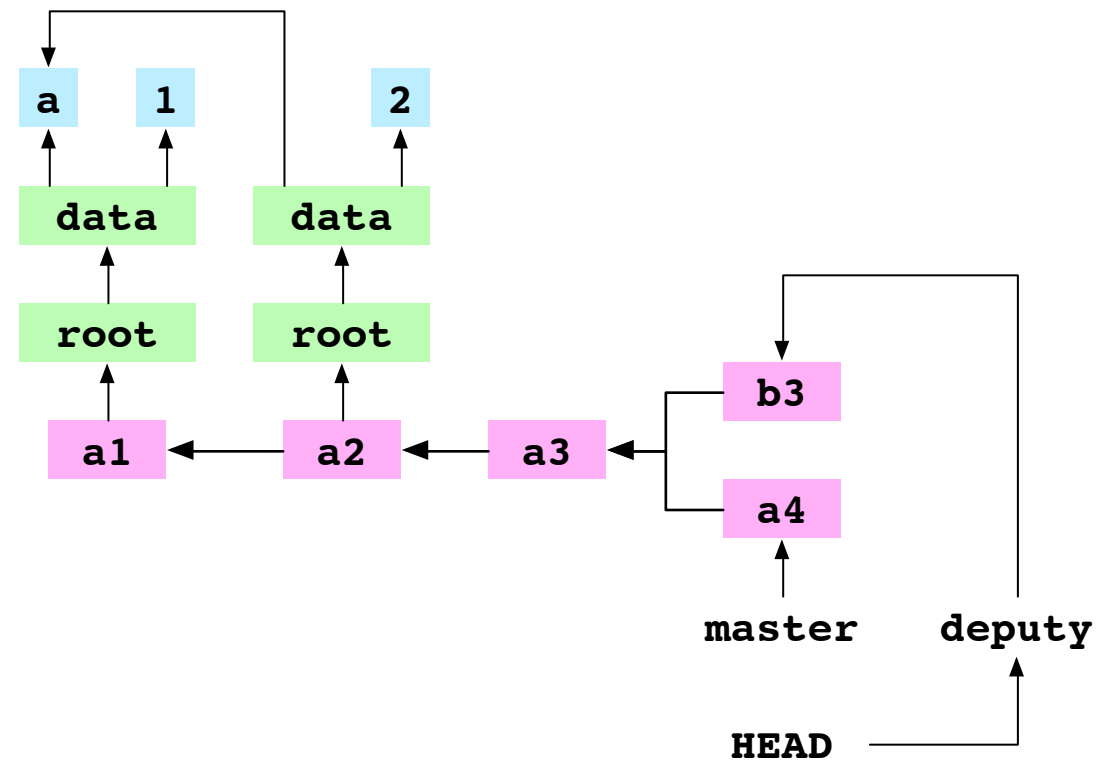 a 1 2
data data
root root
b3
a1 a2 a3
a4
master deputy
HEAD